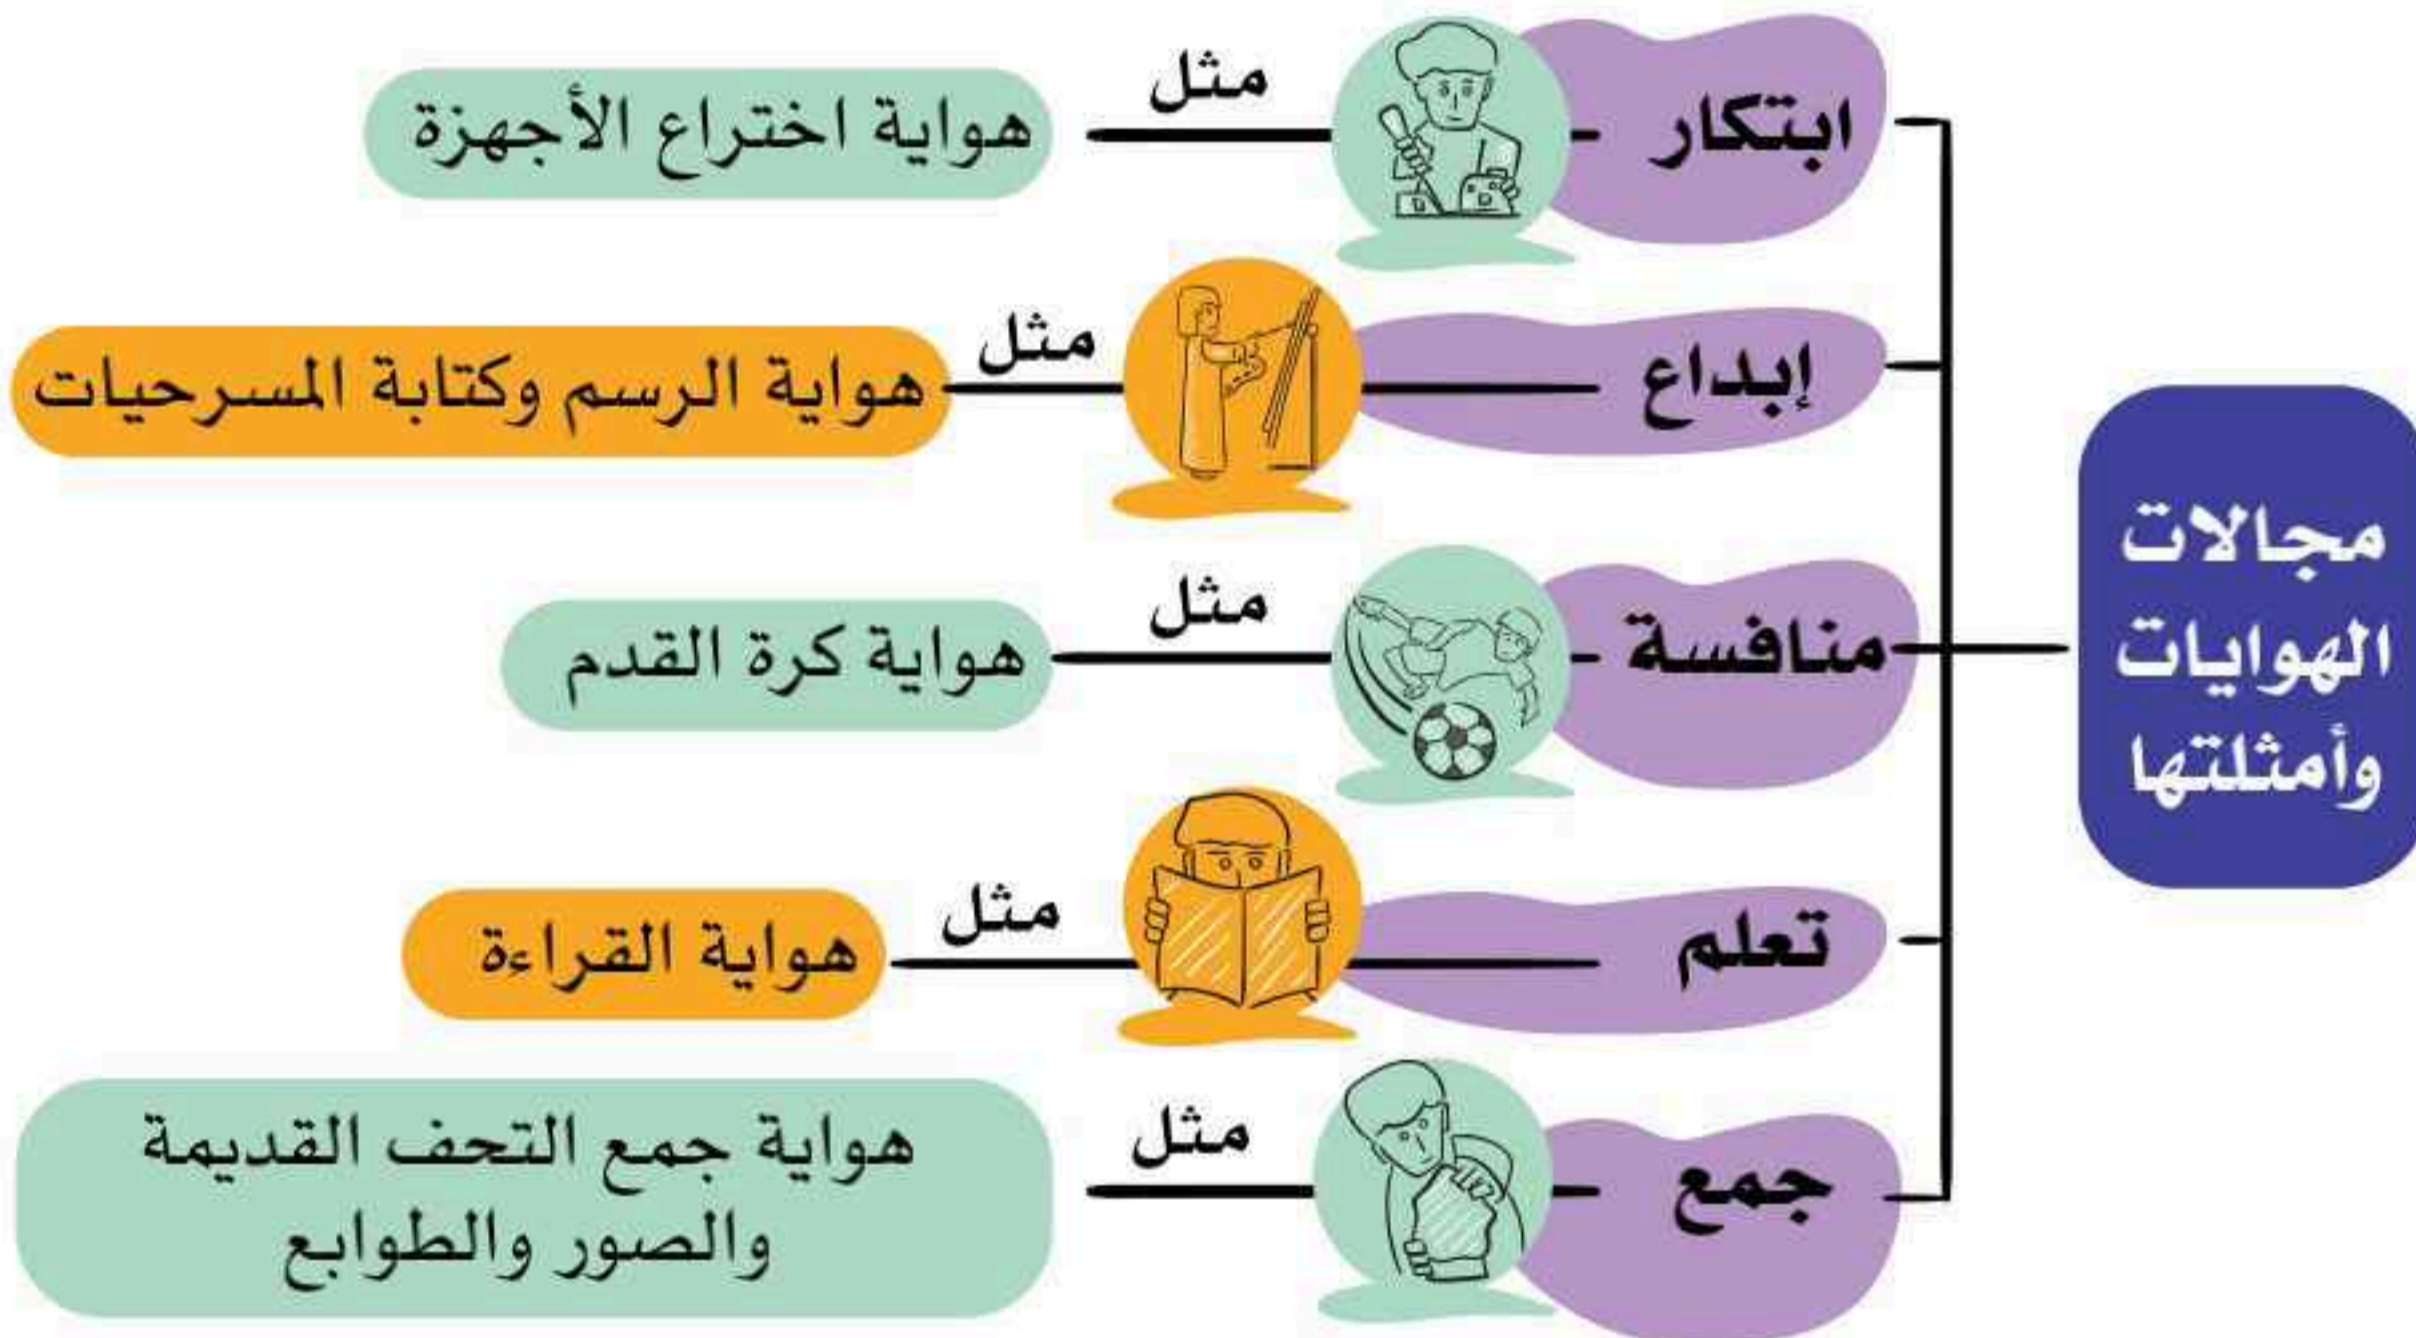 مجالات
الهوايات
وأمثلتها
ابتكار
مثل
هواية اختراع الأجهزة
إبداع
مثل
هواية الرسم وكتابة المسرحيات
منافسة
مثل
هواية كرة القدم
تعلم
مثل
هواية القراءة
جمع
مثل
هواية جمع التحف القديمة
والصور والطوابع